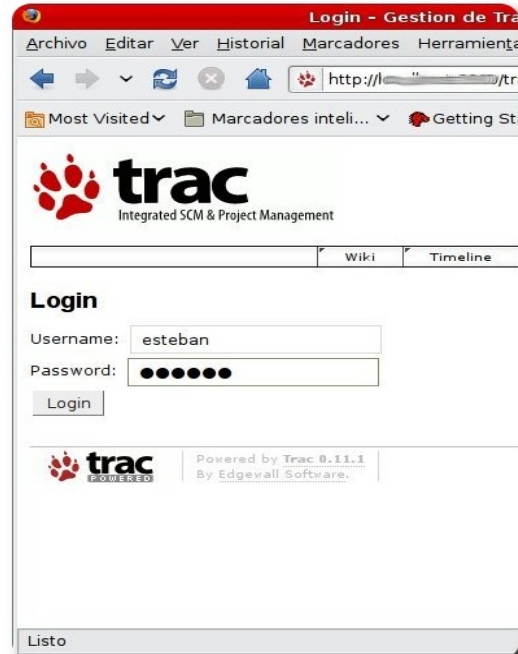 Login - Gestion de Tra
Archivo Editar Ver Historial Marcadores Herramienta
http://l /tr
Most Visited Marcadores inteli... Getting St
trac
Integrated SCM & Project Management
Wiki Timeline
Login
Username: esteban
Password: ●●●●●●
Login
trac POWERED
Powered by Trac 0.11.1
By Edgewall Software.
Listo